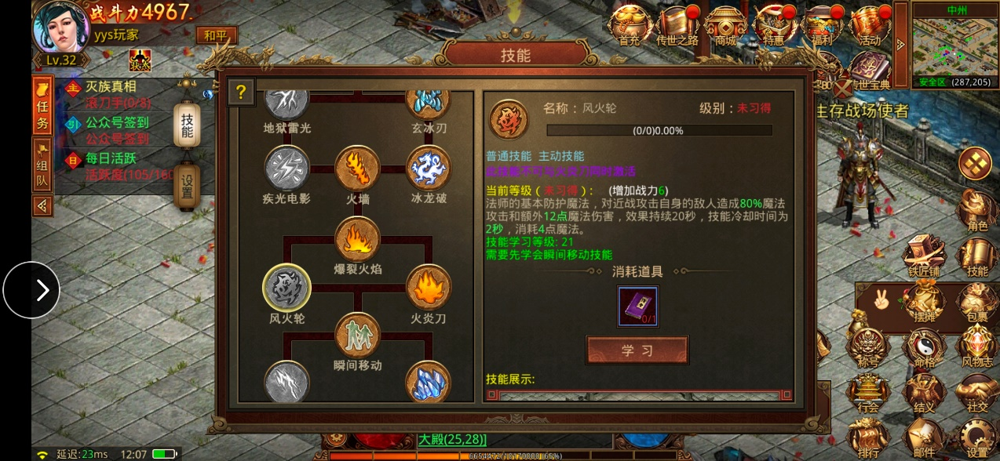 战斗力4967
yys玩家
和平
Lv.32
状态
首充
传世之路
商城
特惠
福利
活动
中州
安全区 (287,205)
传世宝典
生存战场使者
任务
组队
主 灭族真相
滚刀手(0/8)
引 公众号签到
公众号签到
日 每日活跃
活跃度(105/160
技能
设置
技能
?
地狱雷光
玄冰刃
疾光电影
火墙
冰龙破
爆裂火焰
风火轮
火炎刀
瞬间移动
名称：风火轮
级别：未习得
(0/0)0.00%
普通技能 主动技能
此技能不可与火炎刀同时激活
当前等级（未习得）： (增加战力6)
法师的基本防护魔法，对近战攻击自身的敌人造成80%魔法
攻击和额外12点魔法伤害，效果持续20秒，技能冷却时间为
2秒，消耗4点魔法。
技能学习等级: 21
需要先学会瞬间移动技能
消耗道具
0/1
学习
技能展示:
角色
铁匠铺
技能
摆摊
包裹
称号
命格
风物志
行会
结义
社交
排行
邮件
设置
大殿(25,28)]
6654472/10170000 (65%)
延迟:23ms 12:07